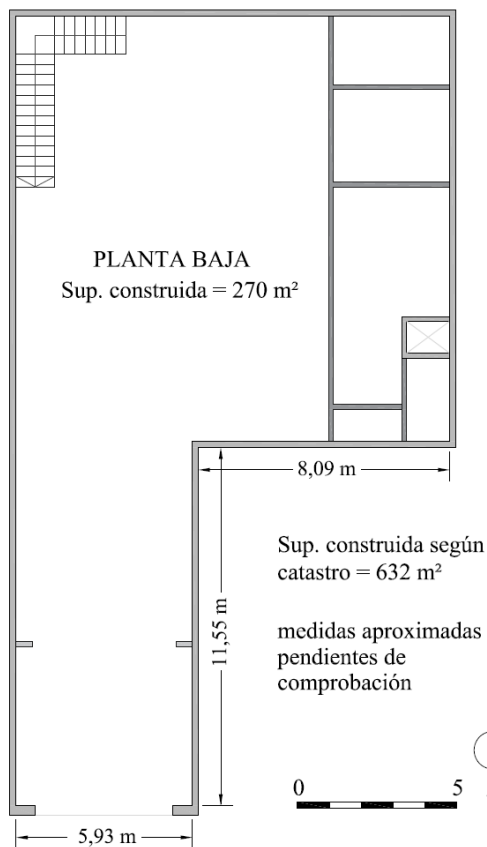 PLANTA BAJA
Sup. construida = 270 m²
8,09 m
Sup. construida según
catastro = 632 m²
11,55 m
medidas aproximadas
pendientes de
comprobación
0 5
5,93 m